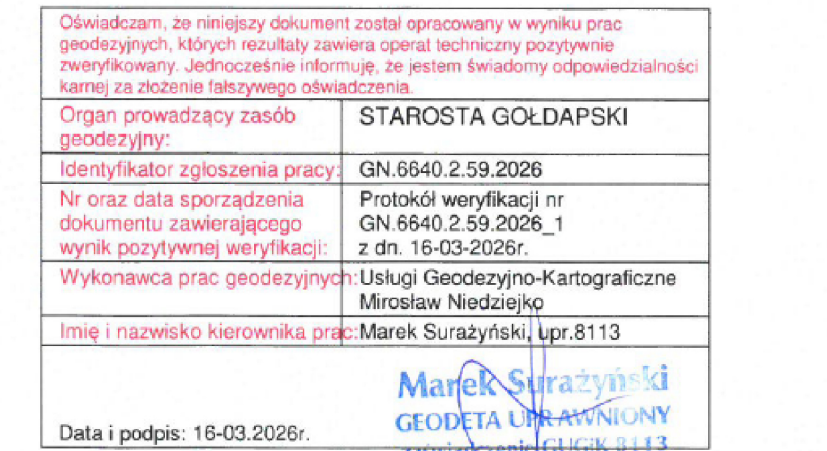 Oświadczam, że niniejszy dokument został opracowany w wyniku prac
geodezyjnych, których rezultaty zawiera operat techniczny pozytywnie
zweryfikowany. Jednocześnie informuję, że jestem świadomy odpowiedzialności
karnej za złożenie fałszywego oświadczenia.
Organ prowadzący zasób
geodezyjny:
STAROSTA GOŁDAPSKI
Identyfikator zgłoszenia pracy: GN.6640.2.59.2026
Nr oraz data sporządzenia
dokumentu zawierającego
wynik pozytywnej weryfikacji:
Protokół weryfikacji nr
GN.6640.2.59.2026_1
z dn. 16-03-2026r.
Wykonawca prac geodezyjnych: Usługi Geodezyjno-Kartograficzne
Mirosław Niedziejko
Imię i nazwisko kierownika prac: Marek Surażyński, upr.8113
Marek Surażyński
GEODETA UPRAWNIONY
GUGiK 8113
Data i podpis: 16-03.2026r.